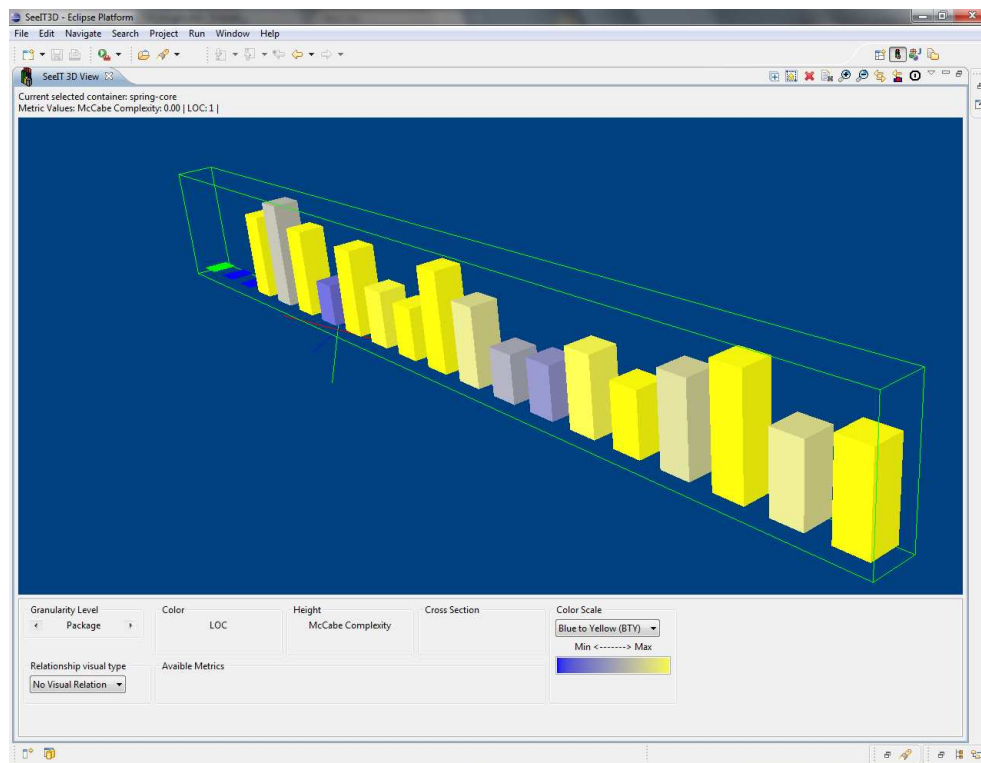 SeeIT3D - Eclipse Platform
File Edit Navigate Search Project Run Window Help
SeeIT 3D View
Current selected container: spring-core
Metric Values: McCabe Complexity: 0.00 | LOC: 1 |
Granularity Level
< Package >
Color
LOC
Height
McCabe Complexity
Cross Section
Color Scale
Blue to Yellow (BTY)
Min <-------> Max
Relationship visual type
No Visual Relation
Avaible Metrics